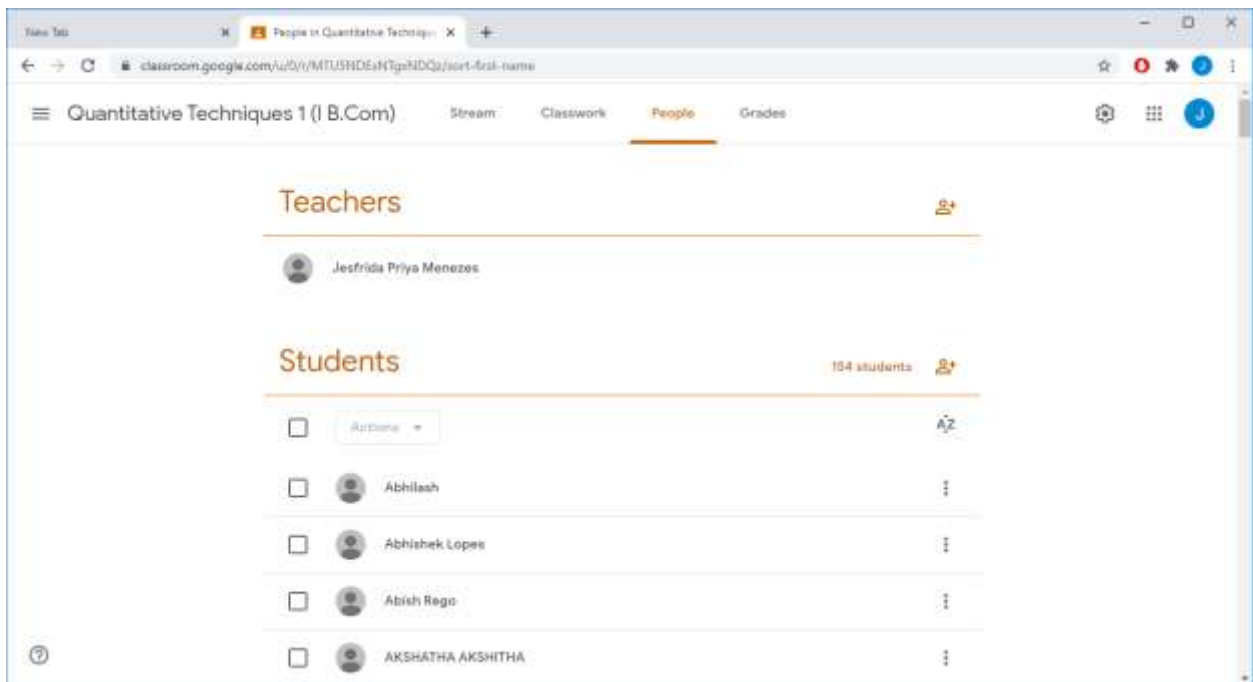 New Tab
People in Quantitative Techniqu
classroom.google.com/u/0/r/
/sort-first-name
Quantitative Techniques 1 (I B.Com)
Stream
Classwork
People
Grades
J
Teachers
Jesfrida Priya Menezes
Students
154 students
Actions
AZ
Abhilash
Abhishek Lopes
Abish Rego
AKSHATHA AKSHITHA